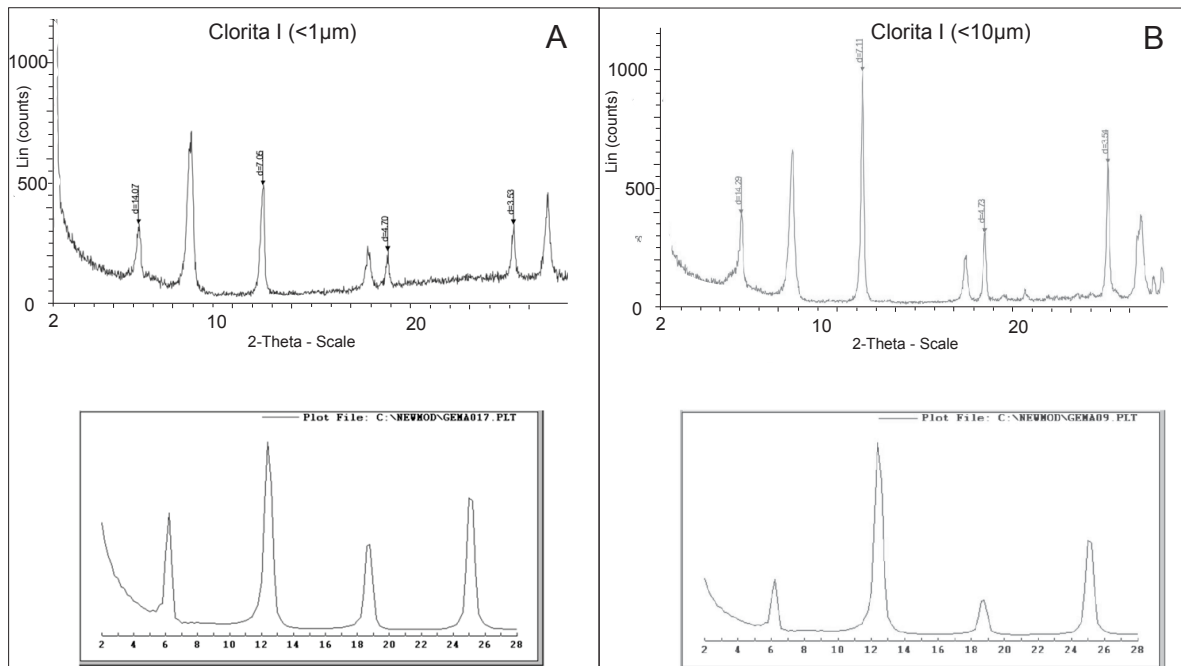 Clorita I (<1µm)
A
Lin (counts)
1000
500
0
d=14.07
d=7.05
d=4.70
d=3.53
2
10
20
2-Theta - Scale
Plot File: C:\NEWMOD\GEMA017.PLT
2 4 6 8 10 12 14 16 18 20 22 24 26 28
Clorita I (<10µm)
B
Lin (counts)
1000
500
0
d=14.29
d=7.11
d=4.73
d=3.54
2
10
20
2-Theta - Scale
Plot File: C:\NEWMOD\GEMA09.PLT
2 4 6 8 10 12 14 16 18 20 22 24 26 28